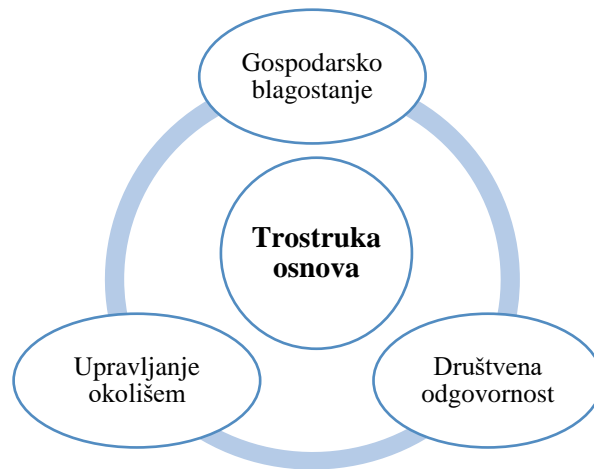 Gospodarsko
blagostanje
Trostruka
osnova
Upravljanje
okolišem
Društvena
odgovornost